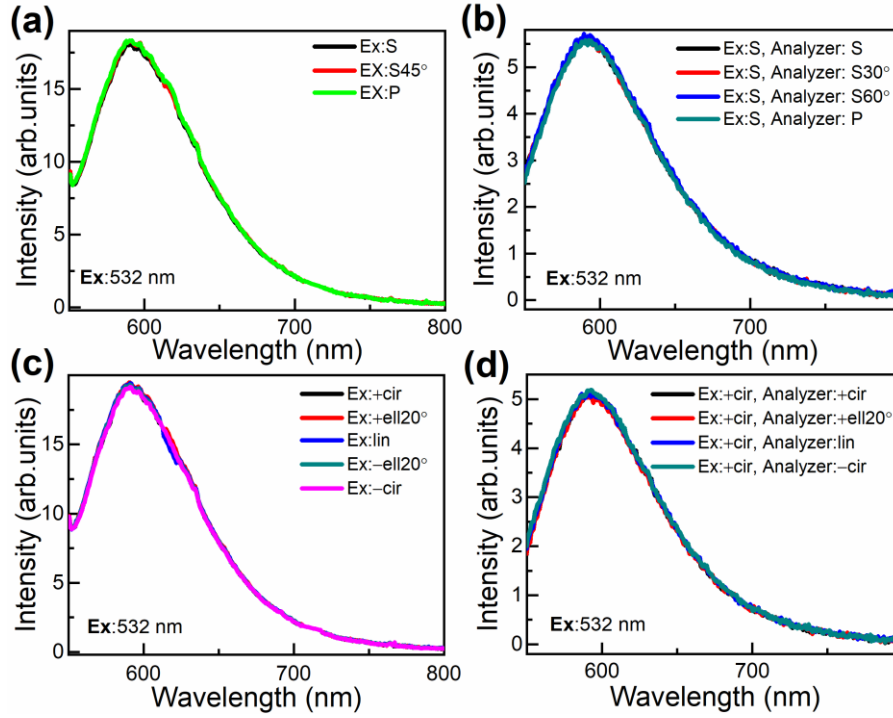 (a)
Ex:S
EX:S45°
EX:P
Ex:532 nm
15
10
5
0
600
700
800
Intensity (arb.units)
Wavelength (nm)
(b)
Ex:S, Analyzer: S
Ex:S, Analyzer: S30°
Ex:S, Analyzer: S60°
Ex:S, Analyzer: P
Ex:532 nm
5
4
3
2
1
0
600
700
Intensity (arb.units)
Wavelength (nm)
(c)
Ex:+cir
Ex:+ell20°
Ex:lin
Ex:−ell20°
Ex:−cir
Ex:532 nm
15
10
5
0
600
700
800
Intensity (arb.units)
Wavelength (nm)
(d)
Ex:+cir, Analyzer:+cir
Ex:+cir, Analyzer:+ell20°
Ex:+cir, Analyzer:lin
Ex:+cir, Analyzer:−cir
Ex:532 nm
5
4
3
2
1
0
600
700
Intensity (arb.units)
Wavelength (nm)